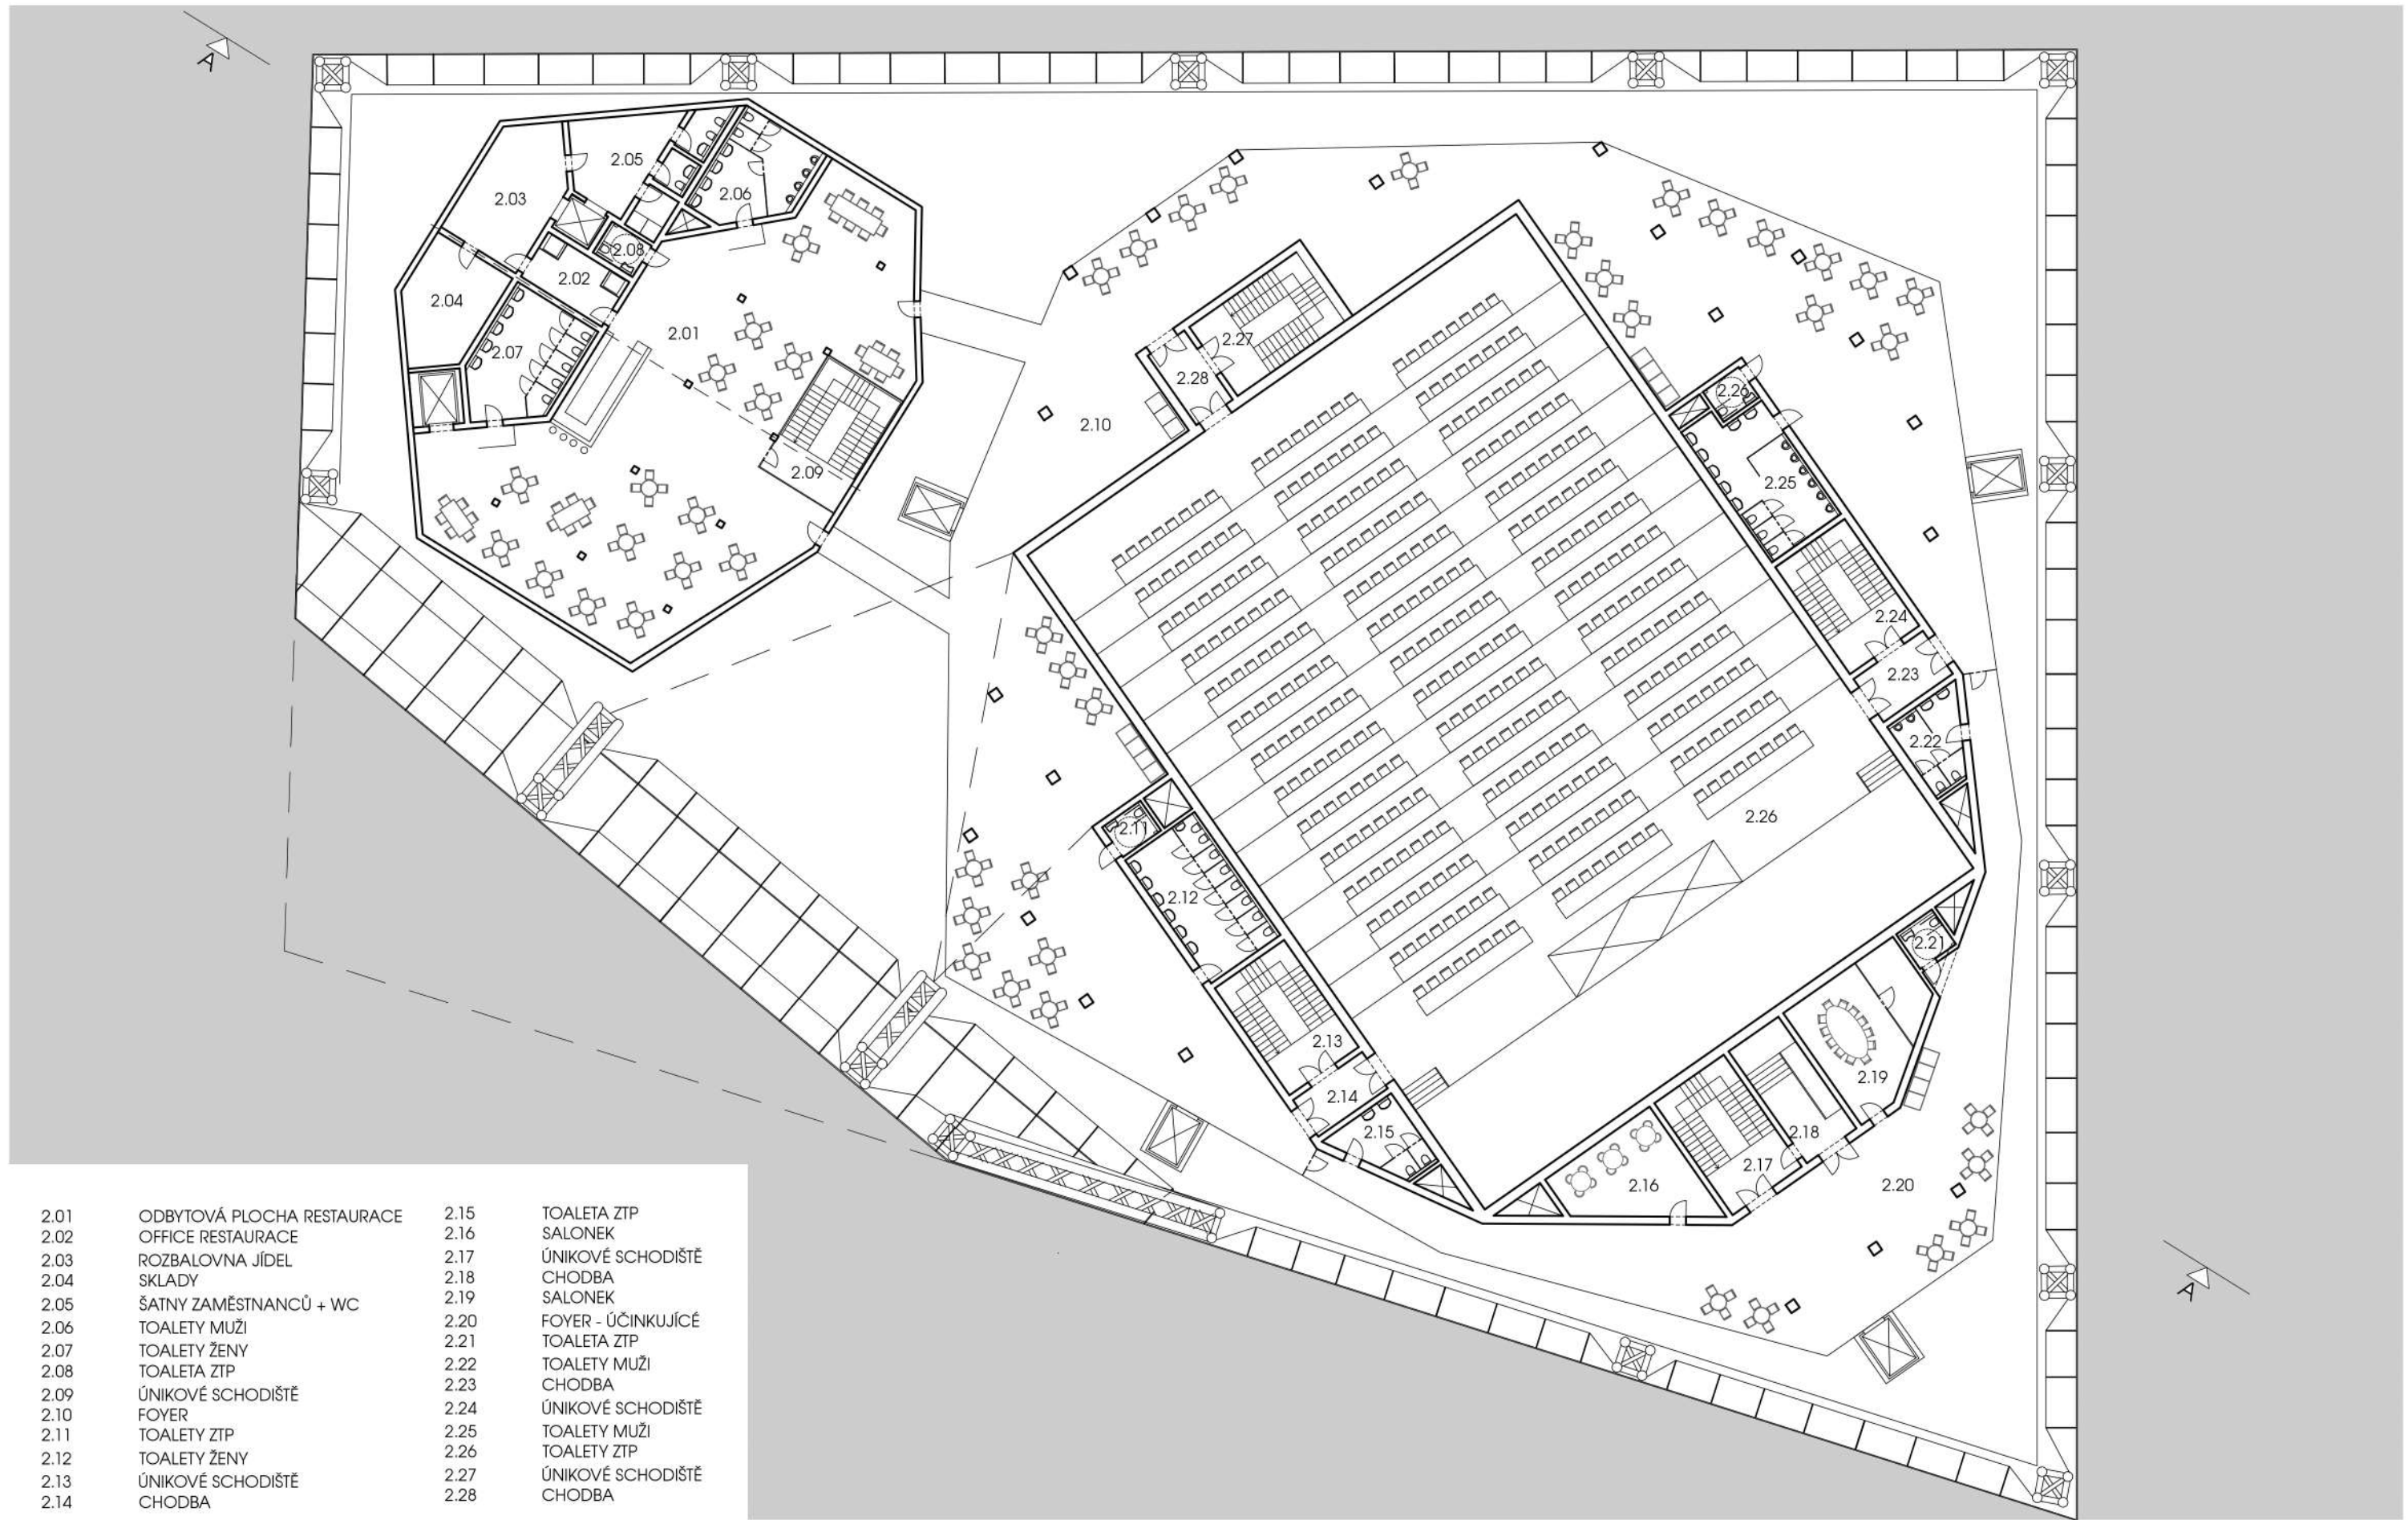 A
2.05
2.03
2.06
2.08
2.02
2.04
2.01
2.07
2.09
2.27
2.28
2.10
2.26
2.25
2.24
2.23
2.22
2.26
2.11
2.12
2.21
2.13
2.14
2.19
2.15
2.18
2.17
2.16
2.20
A
2.01 ODBYTOVÁ PLOCHA RESTAURACE
2.02 OFFICE RESTAURACE
2.03 ROZBALOVNA JÍDEL
2.04 SKLADY
2.05 ŠATNY ZAMĚSTNANCŮ + WC
2.06 TOALETY MUŽI
2.07 TOALETY ŽENY
2.08 TOALETA ZTP
2.09 ÚNIKOVÉ SCHODIŠTĚ
2.10 FOYER
2.11 TOALETY ZTP
2.12 TOALETY ŽENY
2.13 ÚNIKOVÉ SCHODIŠTĚ
2.14 CHODBA
2.15 TOALETA ZTP
2.16 SALONEK
2.17 ÚNIKOVÉ SCHODIŠTĚ
2.18 CHODBA
2.19 SALONEK
2.20 FOYER - ÚČINKUJÍCÉ
2.21 TOALETA ZTP
2.22 TOALETY MUŽI
2.23 CHODBA
2.24 ÚNIKOVÉ SCHODIŠTĚ
2.25 TOALETY MUŽI
2.26 TOALETY ZTP
2.27 ÚNIKOVÉ SCHODIŠTĚ
2.28 CHODBA